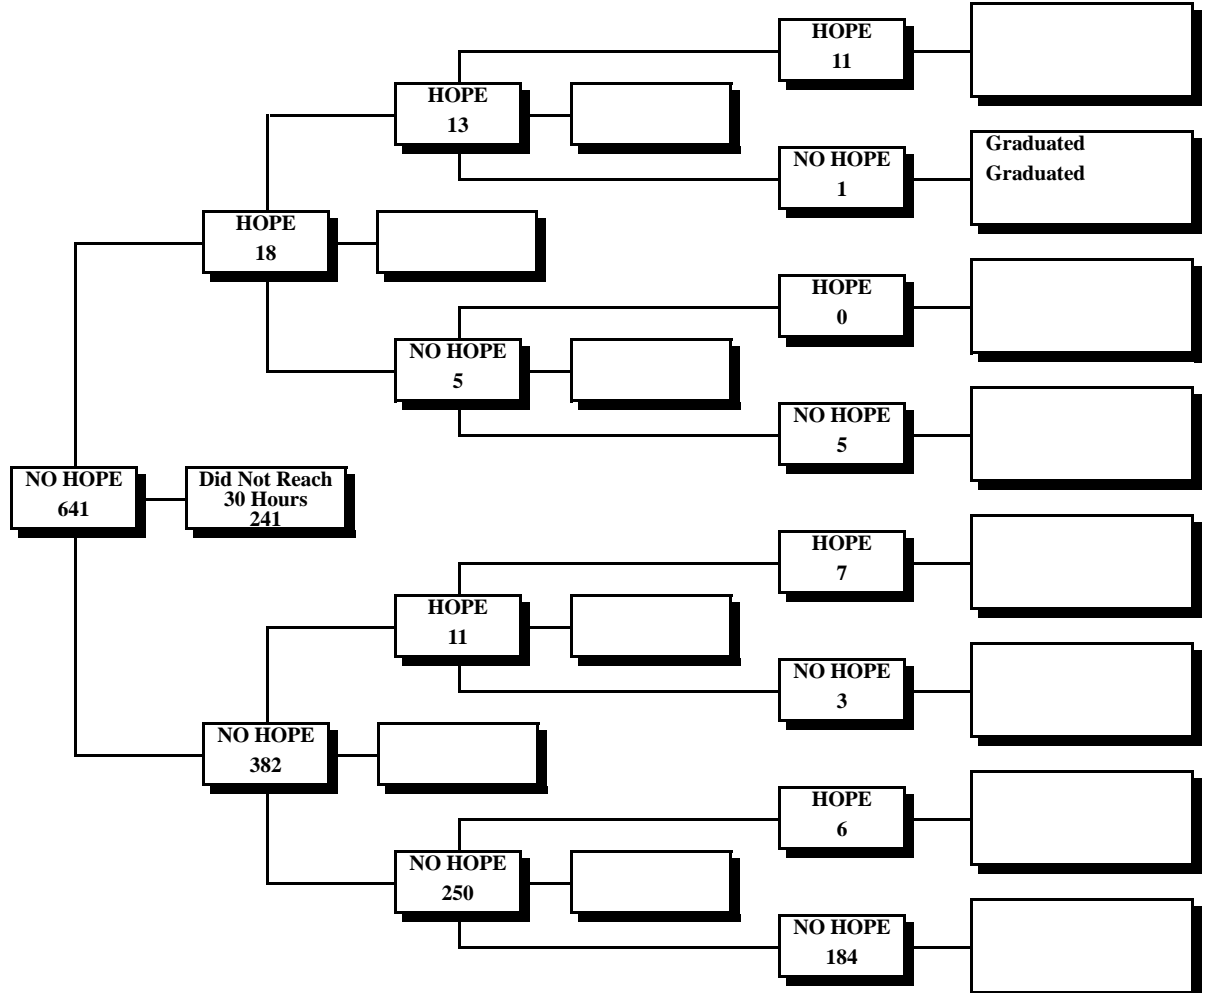 HOPE
11
HOPE
13
Graduated
Graduated
NO HOPE
1
HOPE
18
HOPE
0
NO HOPE
5
NO HOPE
5
NO HOPE
641
Did Not Reach
30 Hours
241
HOPE
7
HOPE
11
NO HOPE
3
NO HOPE
382
HOPE
6
NO HOPE
250
NO HOPE
184